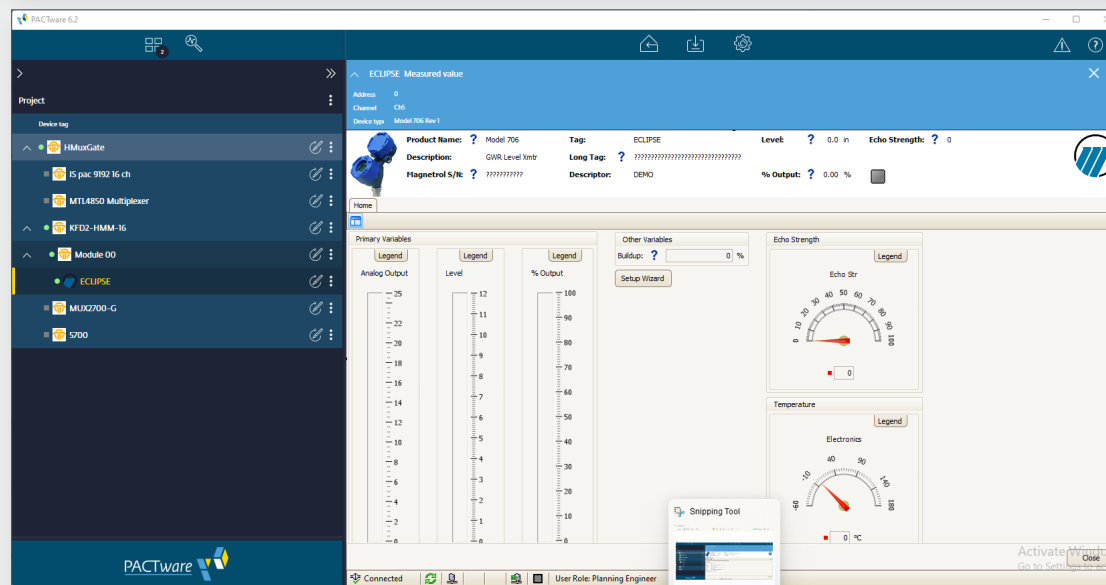 PACTware 6.2
2
Project
Device tag
HMuxGate
IS pac 9192 16 ch
MTL4850 Multiplexer
KFD2-HMM-16
Module 00
ECLIPSE
MUX2700-G
5700
PACTware
ECLIPSE Measured value
Address 0
Channel Ch5
Device type Model 706 Rev 1
Product Name: ? Model 706 Tag: ECLIPSE Level: ? 0.0 in Echo Strength: ? 0
Description: GWR Level Xmtr Long Tag: ? ????????????????????????????????
Magnetrol S/N: ? ??????????? Descriptor: DEMO % Output: ? 0.00 %
Home
Primary Variables
Legend Legend Legend
Analog Output Level % Output
25
22
20
18
16
14
12
10
8
6
4
2
0
12
11
10
9
8
7
6
5
4
3
2
1
0
100
90
80
70
60
50
40
30
20
10
0
Other Variables
Buildup: ? 0 %
Setup Wizard
Echo Strength
Legend
Echo Str
0 10 20 30 40 50 60 70 80 90 100
0
Temperature
Legend
Electronics
-60 -10 40 90 140 180
0 °C
Snipping Tool
Close
Connected
User Role: Planning Engineer